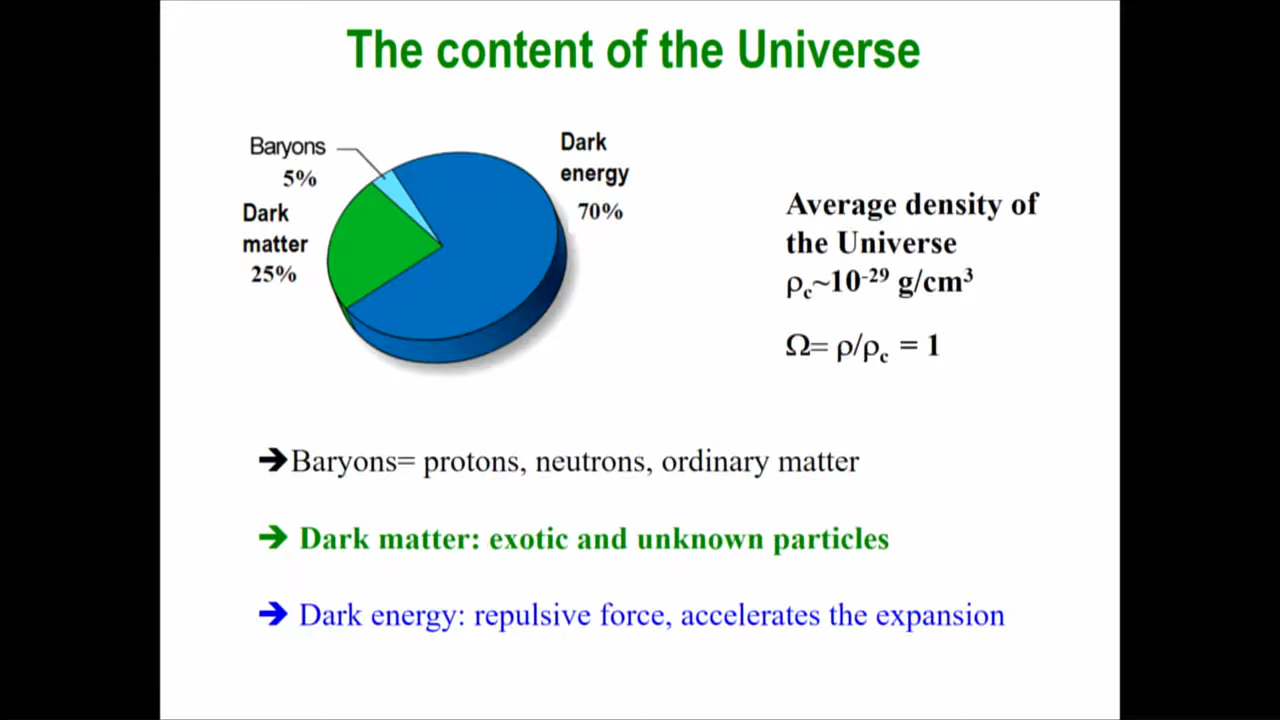 The content of the Universe
Baryons
5%
Dark
matter
25%
Dark
energy
70%
Average density of
the Universe
ρc~10-29 g/cm3
Ω= ρ/ρc = 1
➔Baryons= protons, neutrons, ordinary matter
➔ Dark matter: exotic and unknown particles
➔ Dark energy: repulsive force, accelerates the expansion